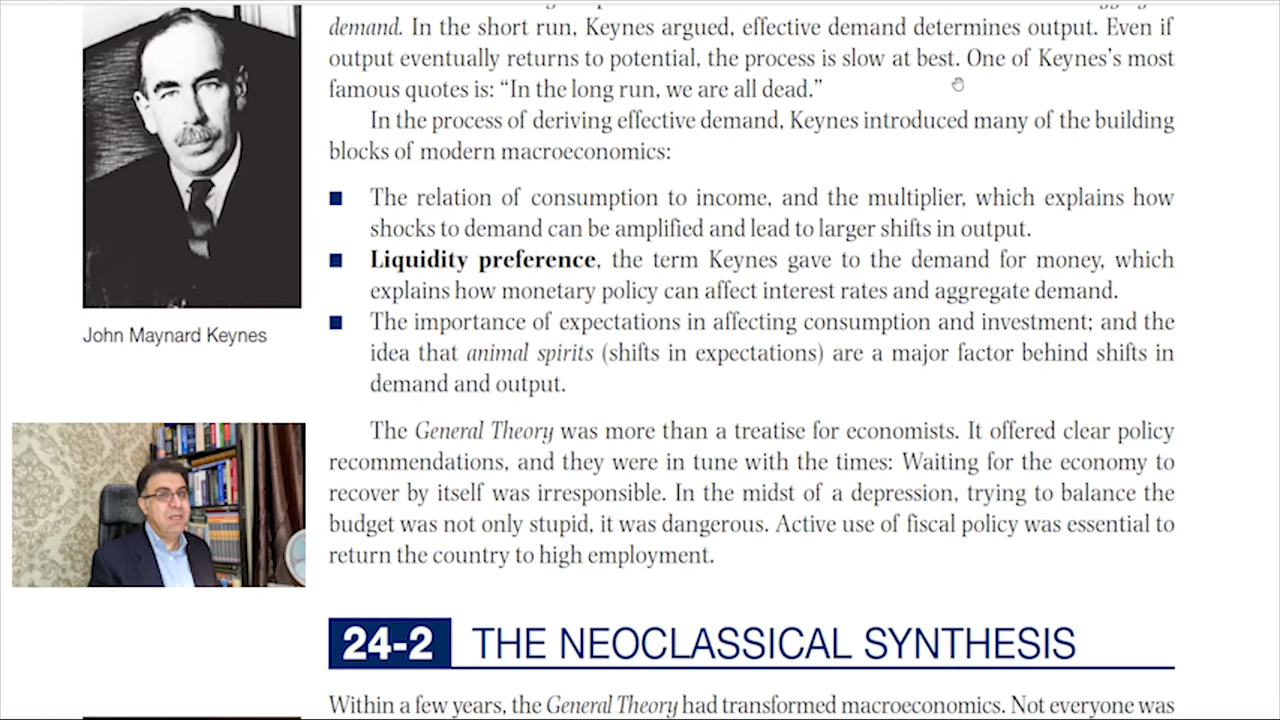 demand. In the short run, Keynes argued, effective demand determines output. Even if
output eventually returns to potential, the process is slow at best. One of Keynes's most
famous quotes is: “In the long run, we are all dead.”
In the process of deriving effective demand, Keynes introduced many of the building
blocks of modern macroeconomics:
■ The relation of consumption to income, and the multiplier, which explains how
shocks to demand can be amplified and lead to larger shifts in output.
■ Liquidity preference, the term Keynes gave to the demand for money, which
explains how monetary policy can affect interest rates and aggregate demand.
■ The importance of expectations in affecting consumption and investment; and the
idea that animal spirits (shifts in expectations) are a major factor behind shifts in
demand and output.
John Maynard Keynes
The General Theory was more than a treatise for economists. It offered clear policy
recommendations, and they were in tune with the times: Waiting for the economy to
recover by itself was irresponsible. In the midst of a depression, trying to balance the
budget was not only stupid, it was dangerous. Active use of fiscal policy was essential to
return the country to high employment.
24-2 THE NEOCLASSICAL SYNTHESIS
Within a few years, the General Theory had transformed macroeconomics. Not everyone was